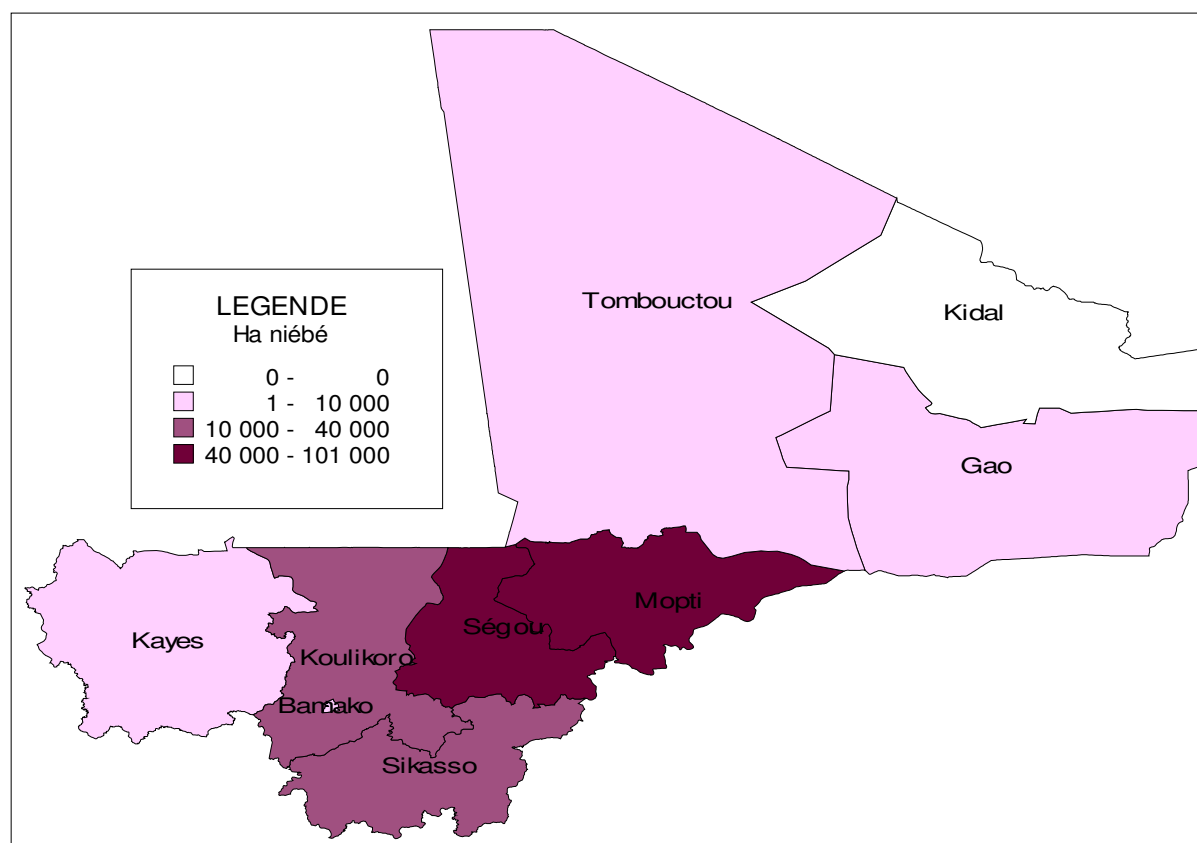 Tombouctou
Kidal
LEGENDE
Ha niébé
0 - 0
1 - 10 000
10 000 - 40 000
40 000 - 101 000
Gao
Mopti
Ségou
Kayes
Koulikoro
Bamako
Sikasso